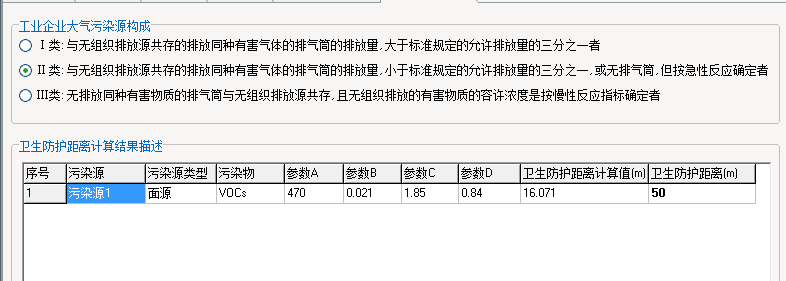 工业企业大气污染源构成
I 类: 与无组织排放源共存的排放同种有害气体的排气筒的排放量, 大于标准规定的允许排放量的三分之一者
II 类: 与无组织排放源共存的排放同种有害气体的排气筒的排放量, 小于标准规定的允许排放量的三分之一, 或无排气筒, 但按急性反应确定者
III类: 无排放同种有害物质的排气筒与无组织排放源共存, 且无组织排放的有害物质的容许浓度是按慢性反应指标确定者
卫生防护距离计算结果描述
序号 污染源 污染源类型 污染物 参数A 参数B 参数C 参数D 卫生防护距离计算值(m) 卫生防护距离(m)
1 污染源1 面源 VOCs 470 0.021 1.85 0.84 16.071 50